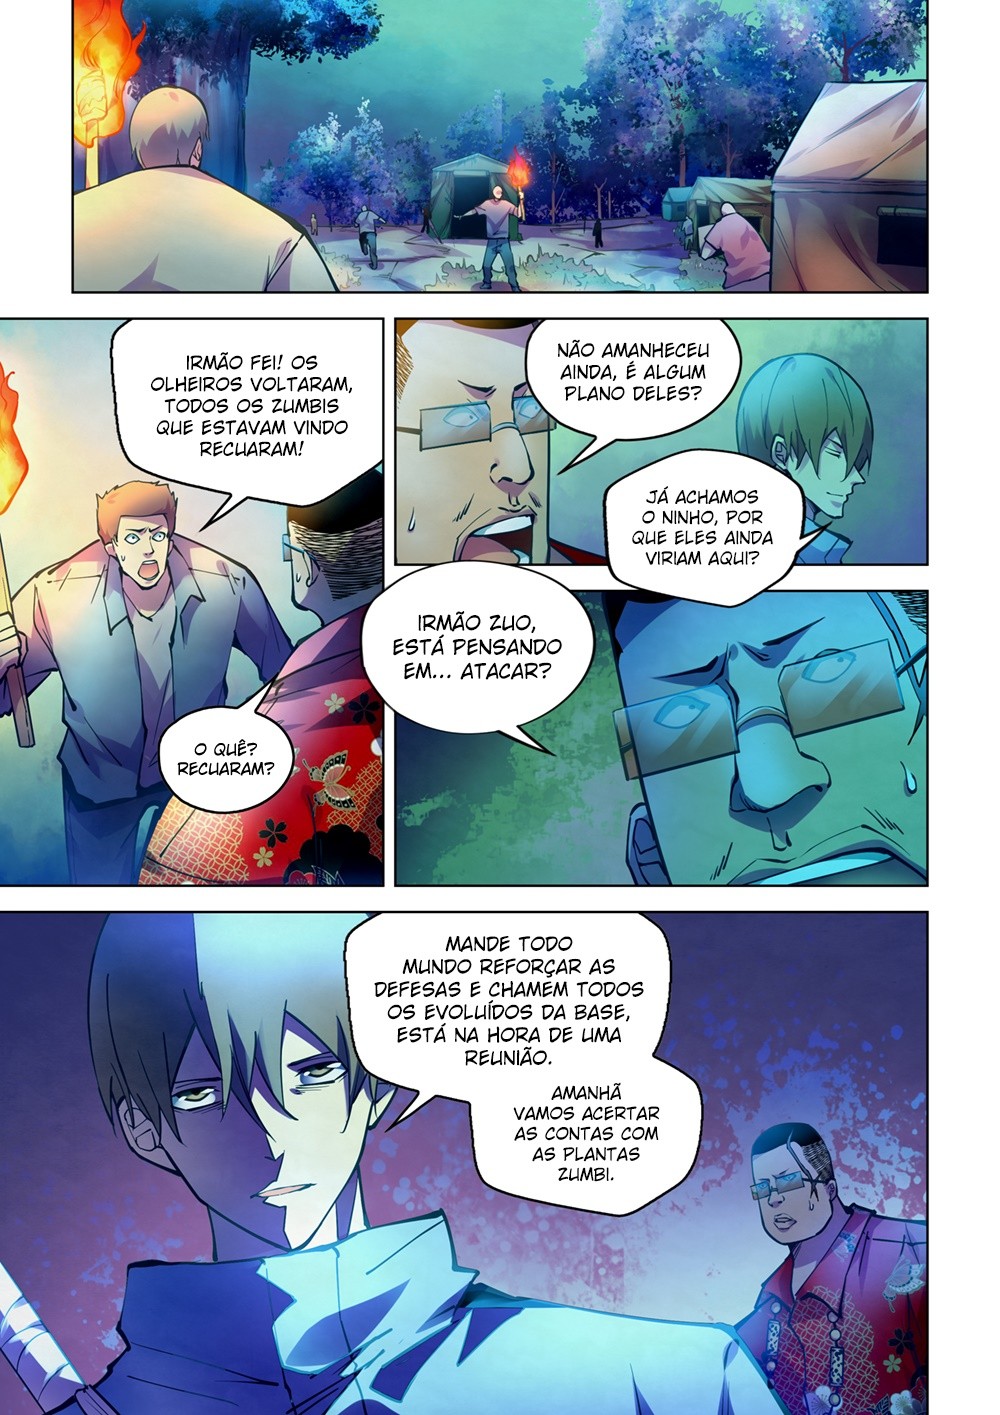 IRMÃO FEI! OS
OLHEIROS VOLTARAM,
TODOS OS ZUMBIS
QUE ESTAVAM VINDO
RECUARAM!
O QUÊ?
RECUARAM?
NÃO AMANHECEU
AINDA, É ALGUM
PLANO DELES?
JÁ ACHAMOS
O NINHO, POR
QUE ELES AINDA
VIRIAM AQUI?
IRMÃO ZUO,
ESTÁ PENSANDO
EM... ATACAR?
MANDE TODO
MUNDO REFORÇAR AS
DEFESAS E CHAMEM TODOS
OS EVOLUÍDOS DA BASE,
ESTÁ NA HORA DE UMA
REUNIÃO.
AMANHÃ
VAMOS ACERTAR
AS CONTAS COM
AS PLANTAS
ZUMBI.